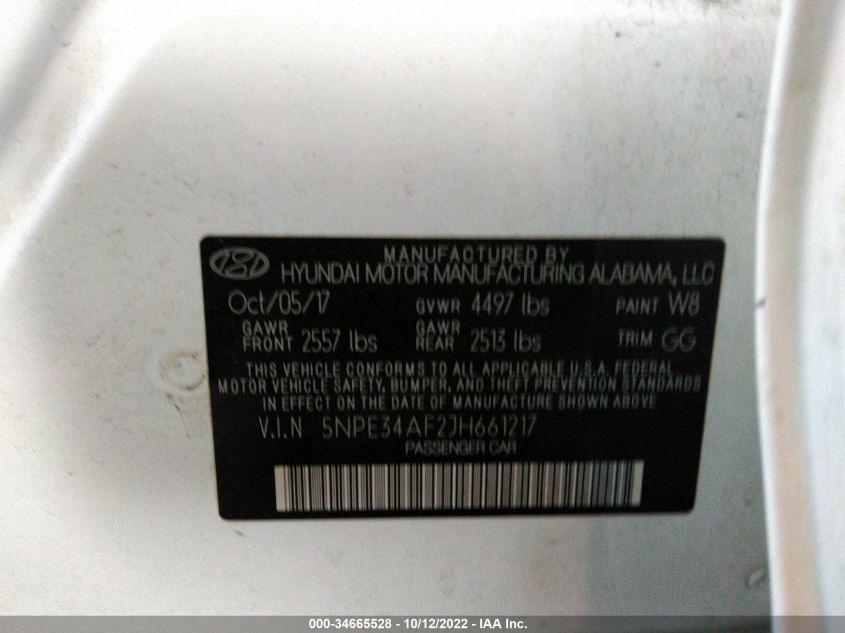 MANUFACTURED BY
HYUNDAI MOTOR MANUFACTURING ALABAMA, LLC
Oct/05/17 GVWR 4497 lbs PAINT W8
GAWR FRONT 2557 lbs GAWR REAR 2513 lbs TRIM GG
THIS VEHICLE CONFORMS TO ALL APPLICABLE U.S.A. FEDERAL
MOTOR VEHICLE SAFETY, BUMPER, AND THEFT PREVENTION STANDARDS
IN EFFECT ON THE DATE OF MANUFACTURE SHOWN ABOVE.
V.I.N 5NPE34AF2JH661217
PASSENGER CAR
000-34665528 - 10/12/2022 - IAA Inc.